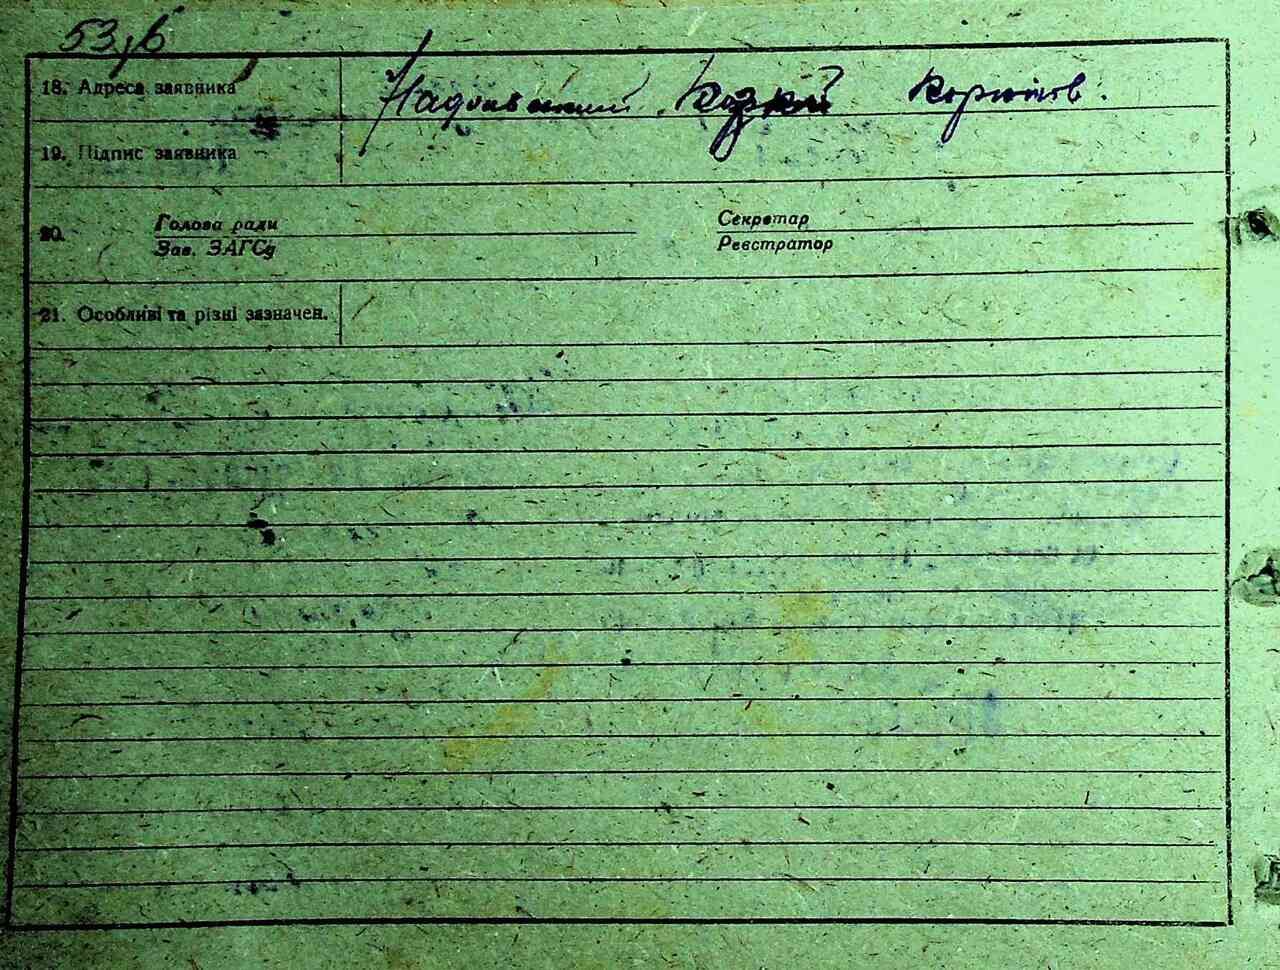 53, б
18. Адреса заявника
19. Підпис заявника
20. Голова ради Секретар
Зав. ЗАГСу Реєстратор
21. Особливі та різні зазначен.